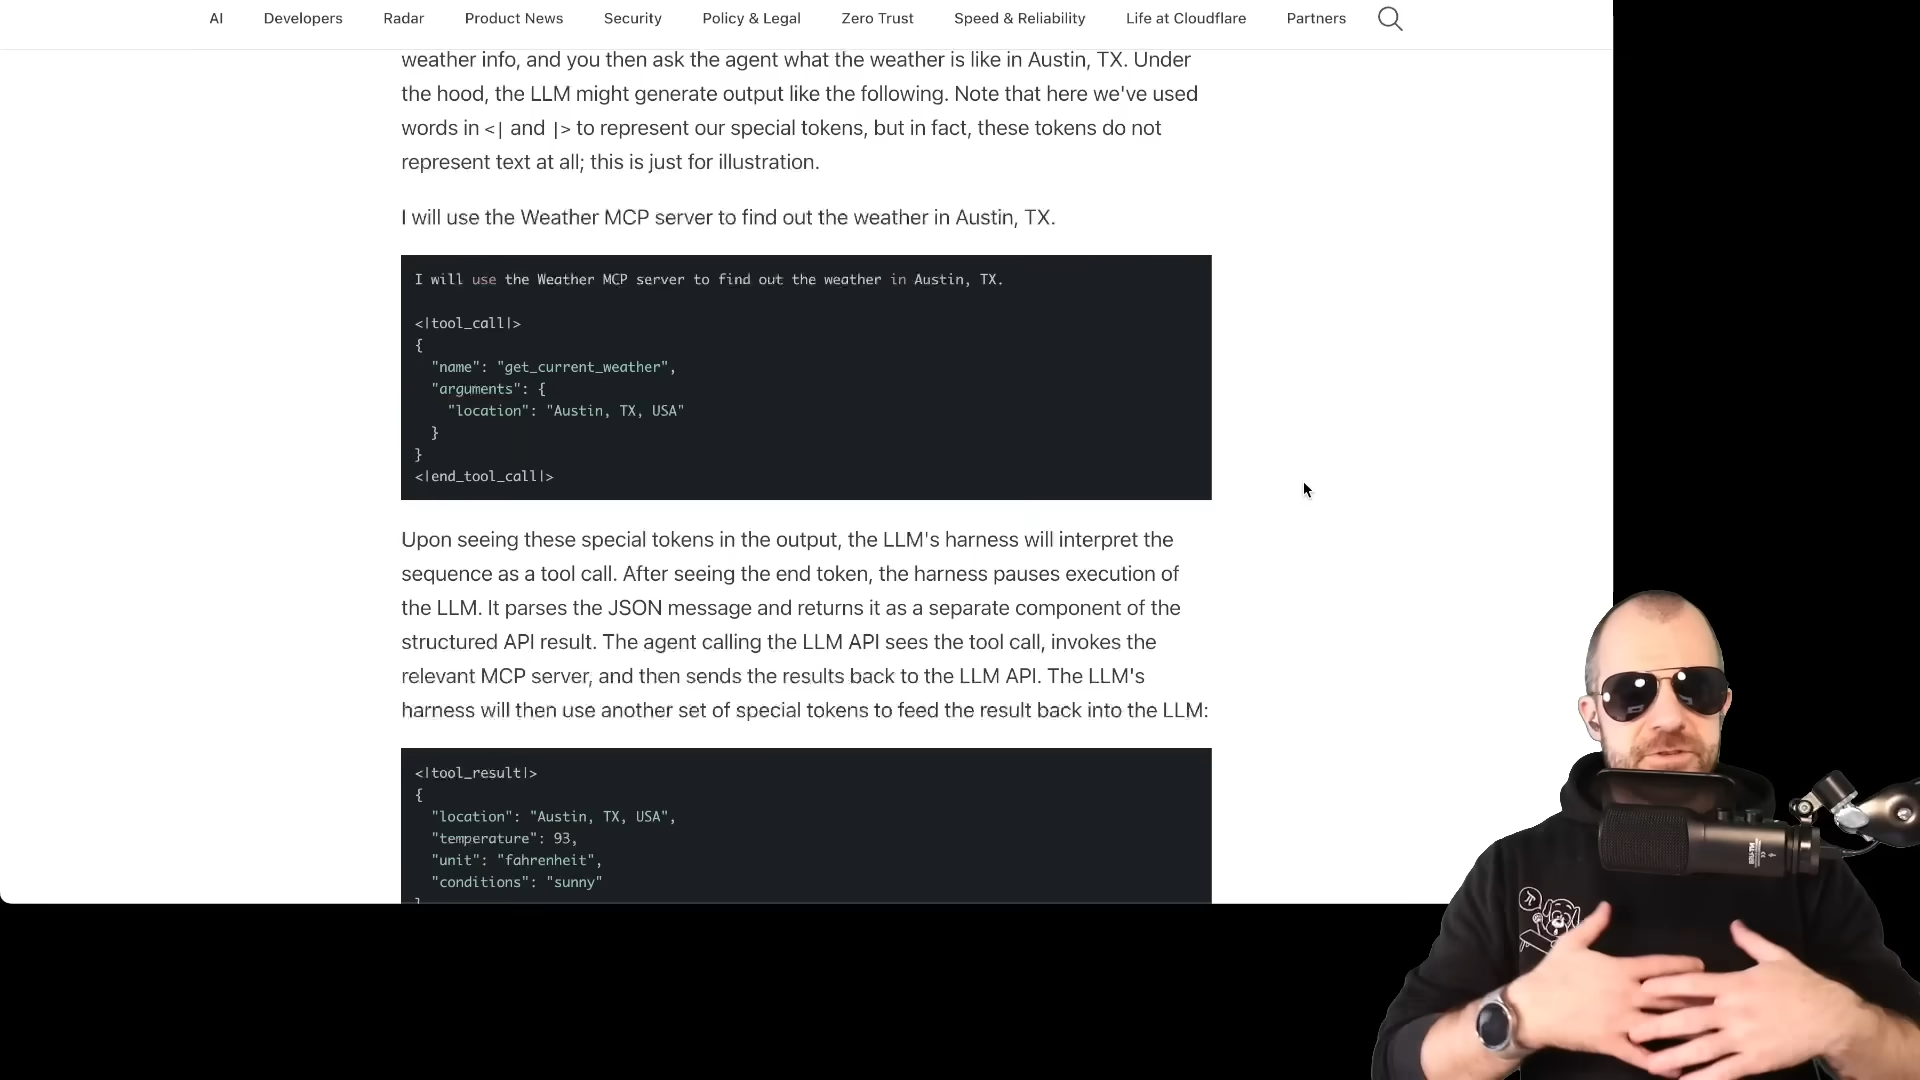 AI Developers Radar Product News Security Policy & Legal Zero Trust Speed & Reliability Life at Cloudflare Partners
weather info, and you then ask the agent what the weather is like in Austin, TX. Under
the hood, the LLM might generate output like the following. Note that here we've used
words in <| and |> to represent our special tokens, but in fact, these tokens do not
represent text at all; this is just for illustration.
I will use the Weather MCP server to find out the weather in Austin, TX.
I will use the Weather MCP server to find out the weather in Austin, TX.
<|tool_call|>
{
"name": "get_current_weather",
"arguments": {
"location": "Austin, TX, USA"
}
}
<|end_tool_call|>
Upon seeing these special tokens in the output, the LLM's harness will interpret the
sequence as a tool call. After seeing the end token, the harness pauses execution of
the LLM. It parses the JSON message and returns it as a separate component of the
structured API result. The agent calling the LLM API sees the tool call, invokes the
relevant MCP server, and then sends the results back to the LLM API. The LLM's
harness will then use another set of special tokens to feed the result back into the LLM:
<|tool_result|>
{
"location": "Austin, TX, USA",
"temperature": 93,
"unit": "fahrenheit",
"conditions": "sunny"
π